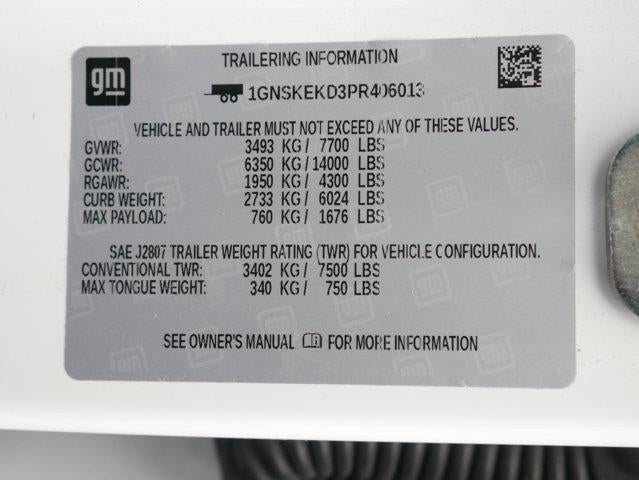 gm
TRAILERING INFORMATION
1GNSKEKD3PR406013
VEHICLE AND TRAILER MUST NOT EXCEED ANY OF THESE VALUES.
GVWR: 3493 KG/ 7700 LBS
GCWR: 6350 KG/ 14000 LBS
RGAWR: 1950 KG/ 4300 LBS
CURB WEIGHT: 2733 KG/ 6024 LBS
MAX PAYLOAD: 760 KG/ 1676 LBS
SAE J2807 TRAILER WEIGHT RATING (TWR) FOR VEHICLE CONFIGURATION.
CONVENTIONAL TWR: 3402 KG/ 7500 LBS
MAX TONGUE WEIGHT: 340 KG/ 750 LBS
SEE OWNER'S MANUAL FOR MORE INFORMATION